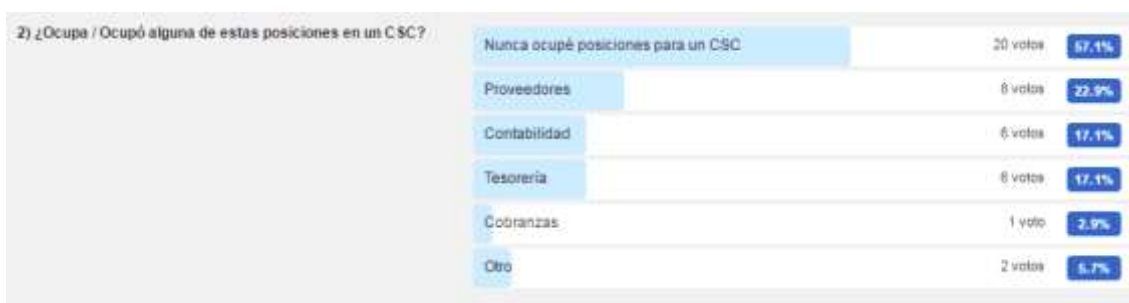 2) ¿Ocupa / Ocupó alguna de estas posiciones en un CSC?
Nunca ocupé posiciones para un CSC 20 votos 57.1%
Proveedores 8 votos 22.9%
Contabilidad 6 votos 17.1%
Tesorería 6 votos 17.1%
Cobranzas 1 voto 2.9%
Otro 2 votos 5.7%